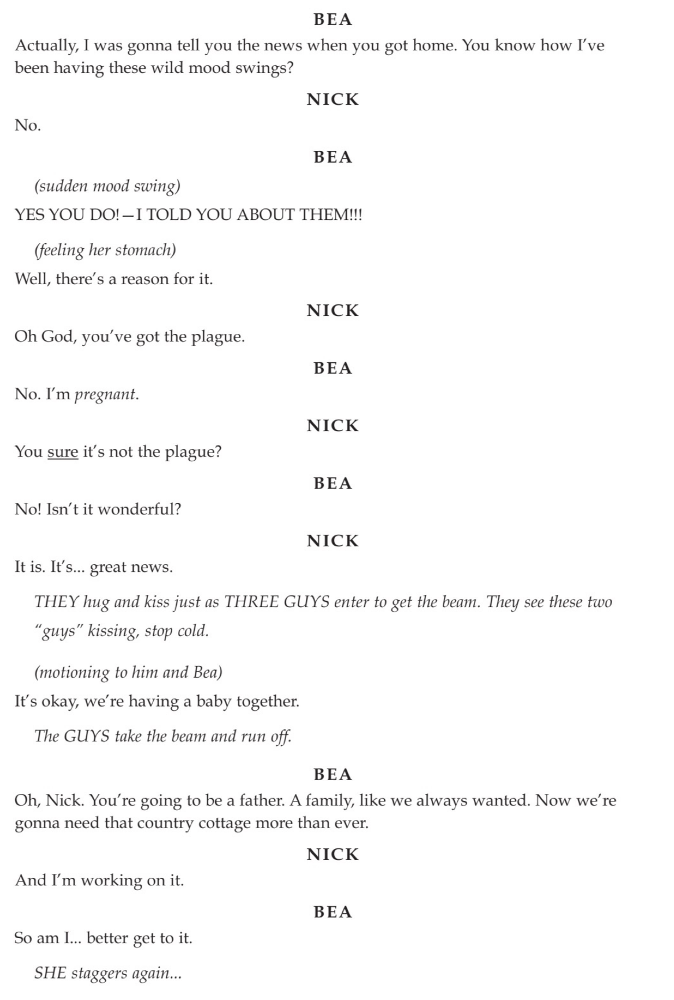 BEA
Actually, I was gonna tell you the news when you got home. You know how I’ve
been having these wild mood swings?
NICK
No.
BEA
(sudden mood swing)
YES YOU DO!—I TOLD YOU ABOUT THEM!!!
(feeling her stomach)
Well, there’s a reason for it.
NICK
Oh God, you’ve got the plague.
BEA
No. I’m pregnant.
NICK
You sure it’s not the plague?
BEA
No! Isn’t it wonderful?
NICK
It is. It’s... great news.
THEY hug and kiss just as THREE GUYS enter to get the beam. They see these two
“guys” kissing, stop cold.
(motioning to him and Bea)
It’s okay, we’re having a baby together.
The GUYS take the beam and run off.
BEA
Oh, Nick. You’re going to be a father. A family, like we always wanted. Now we’re
gonna need that country cottage more than ever.
NICK
And I’m working on it.
BEA
So am I... better get to it.
SHE staggers again...